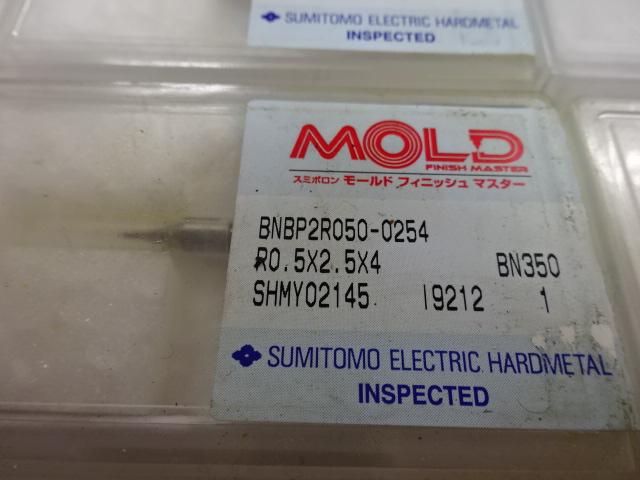 SUMITOMO ELECTRIC HARDMETAL
INSPECTED
MOLD
FINISH MASTER
スミボロン モールド フィニッシュ マスター
BNBP2R050-0254
R0.5X2.5X4 BN350
SHMY02145 I9212 1
SUMITOMO ELECTRIC HARDMETAL
INSPECTED